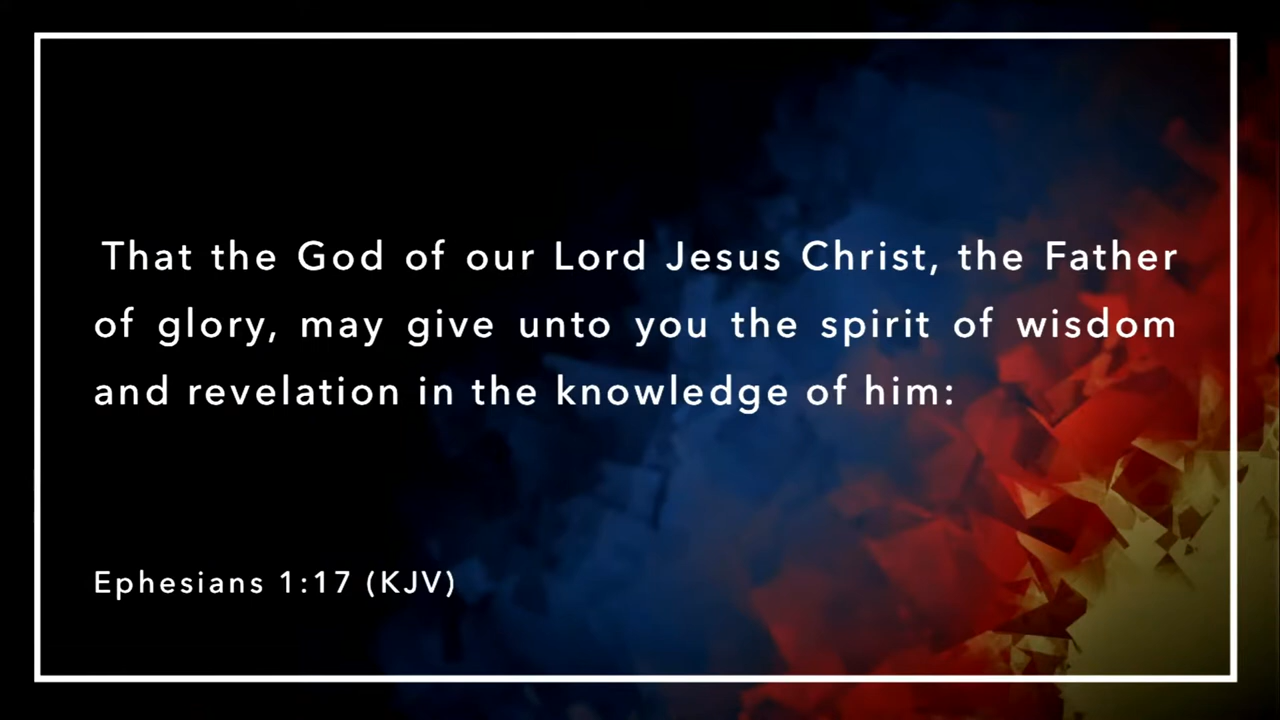 That the God of our Lord Jesus Christ, the Father
of glory, may give unto you the spirit of wisdom
and revelation in the knowledge of him:
Ephesians 1:17 (KJV)